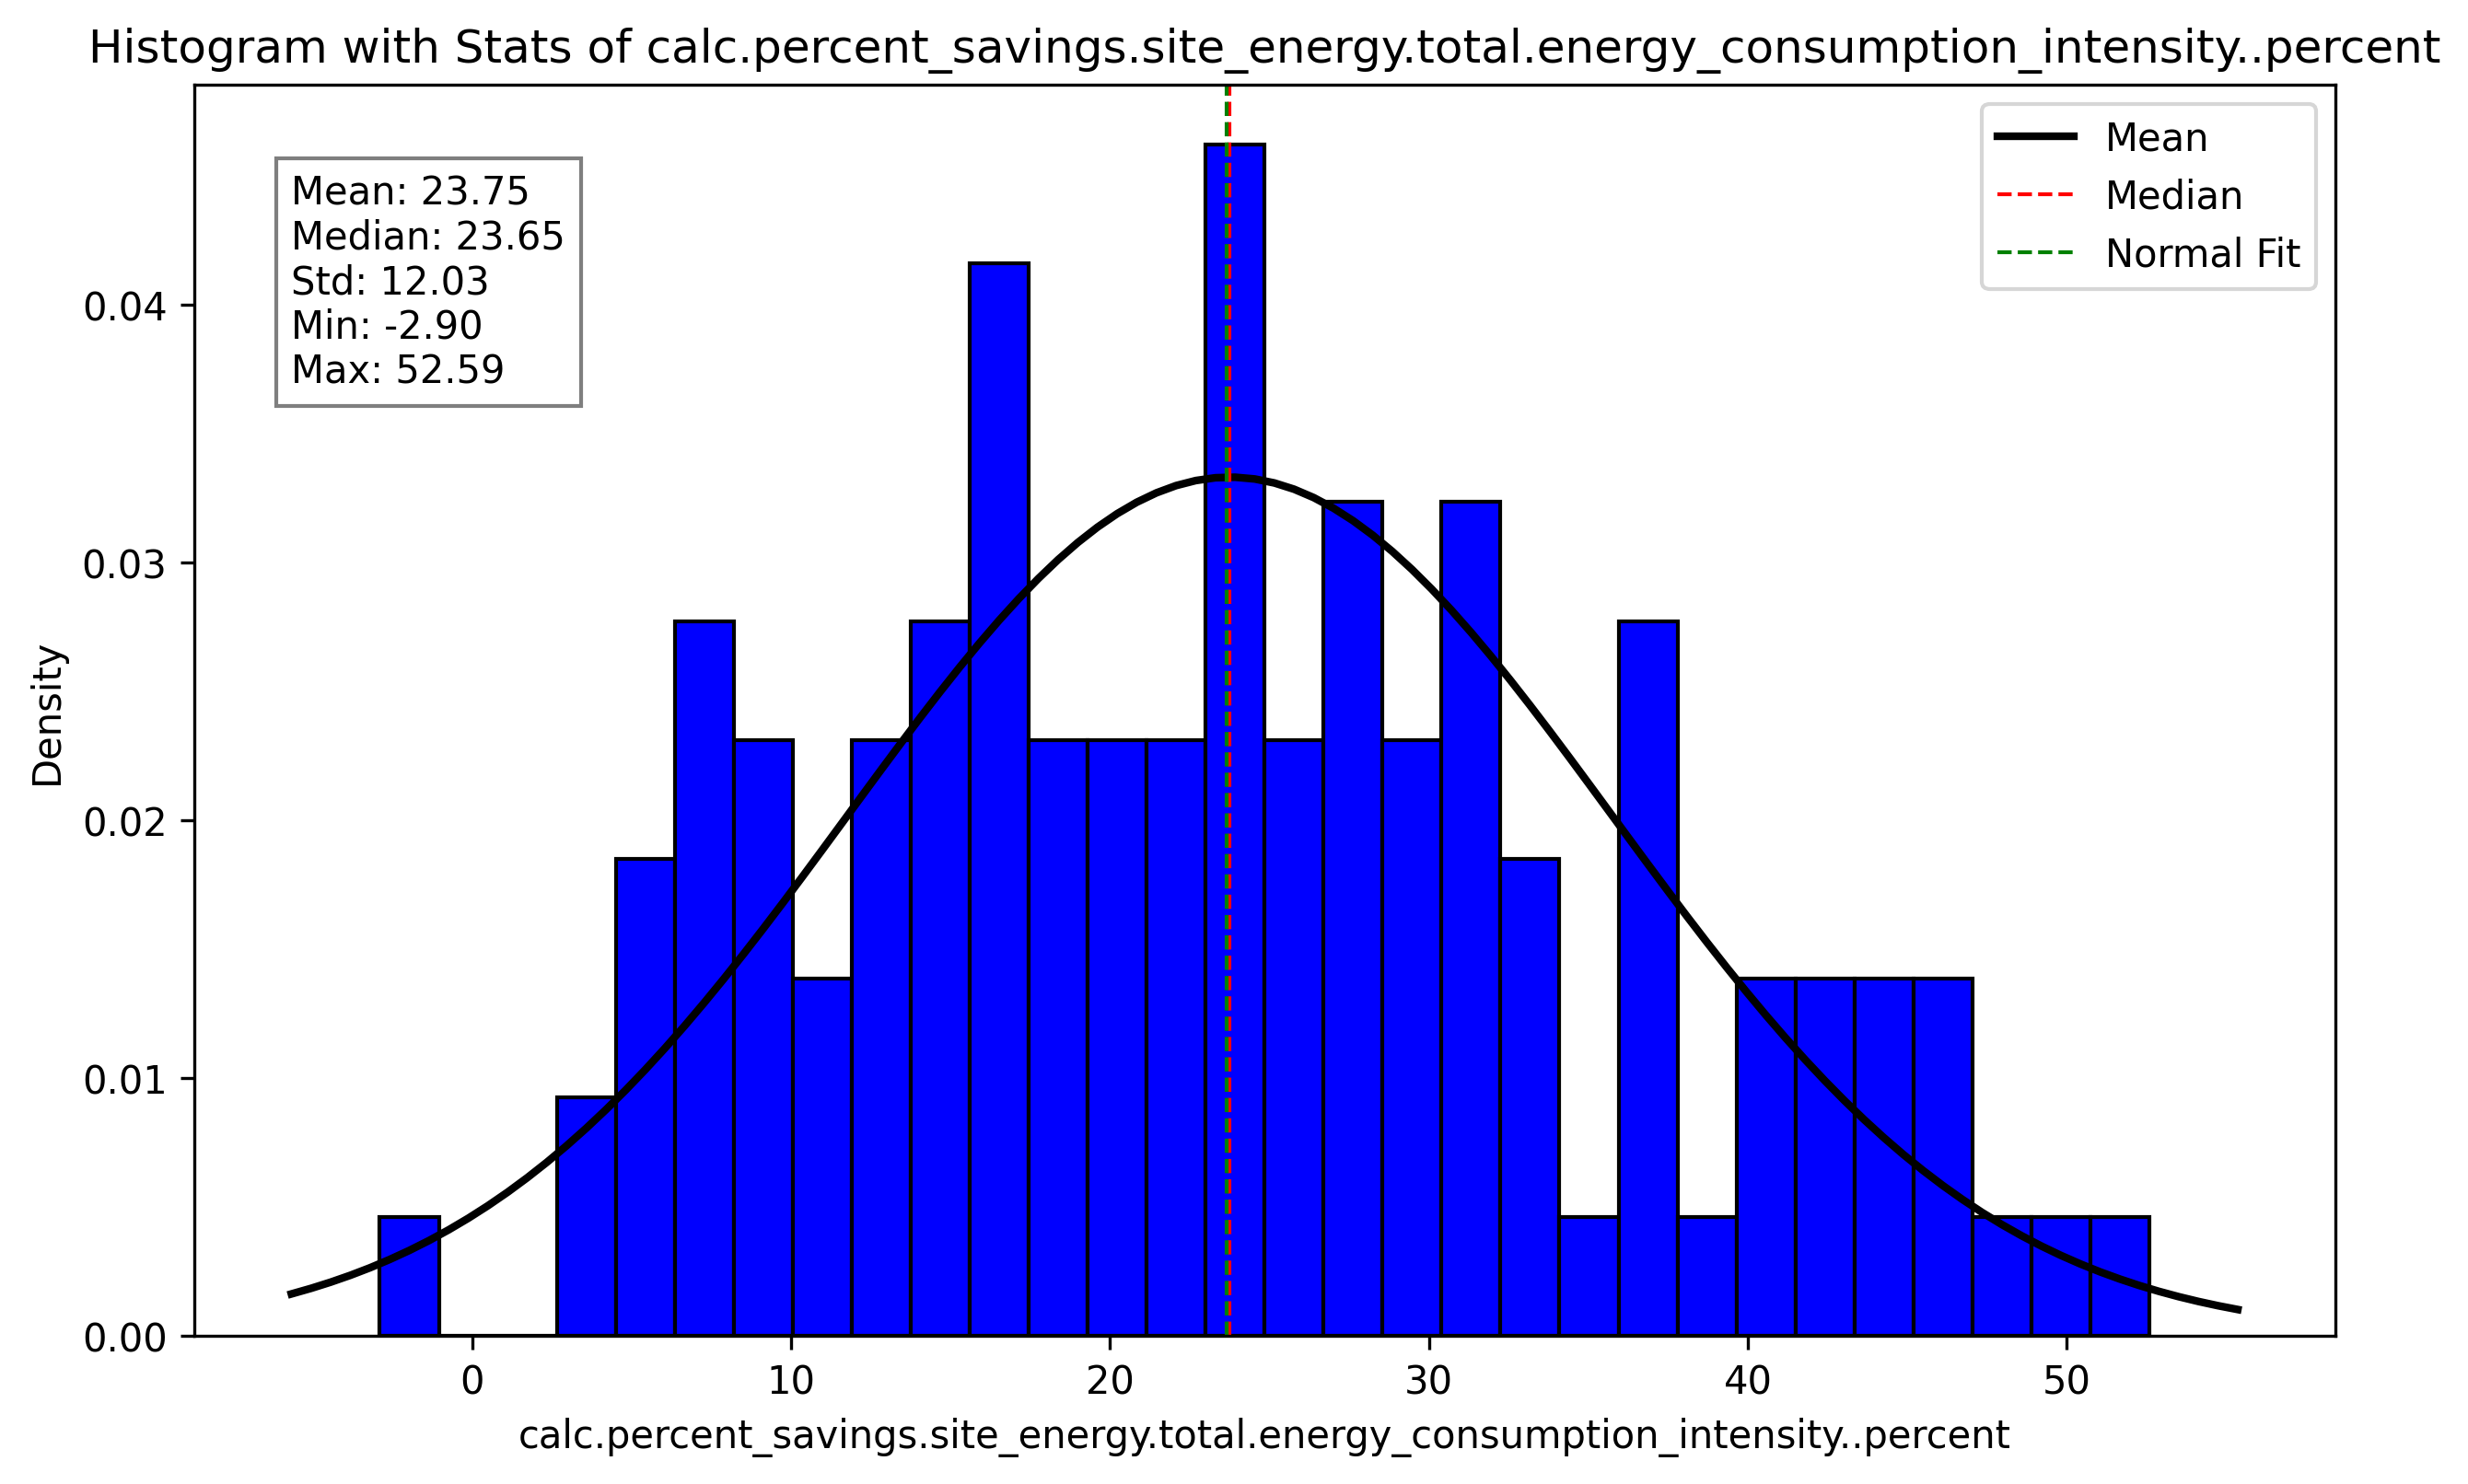 Histogram with Stats of calc.percent_savings.site_energy.total.energy_consumption_intensity..percent
Mean: 23.75
Median: 23.65
Std: 12.03
Min: -2.90
Max: 52.59
Mean
Median
Normal Fit
Density
0.04
0.03
0.02
0.01
0.00
0 10 20 30 40 50
calc.percent_savings.site_energy.total.energy_consumption_intensity..percent